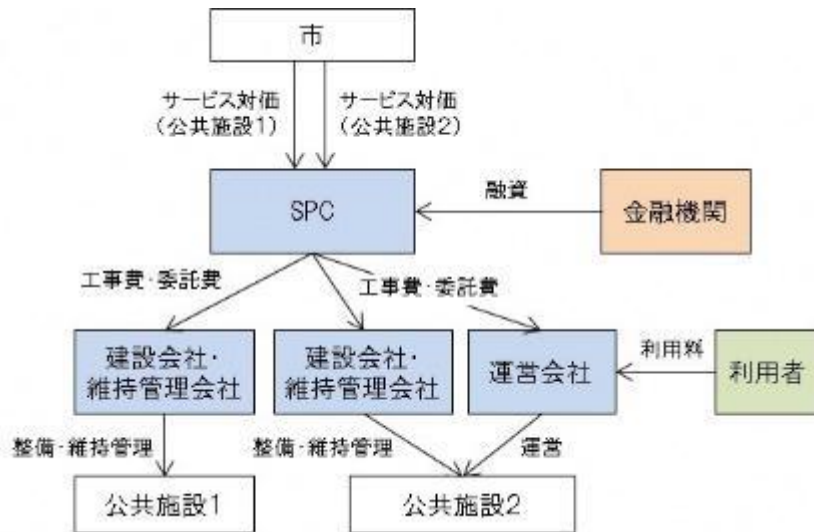 市
サービス対価
（公共施設1）
サービス対価
（公共施設2）
SPC
融資
金融機関
工事費・委託費
工事費・委託費
建設会社・
維持管理会社
建設会社・
維持管理会社
運営会社
利用料
利用者
整備・維持管理
整備・維持管理
運営
公共施設1
公共施設2